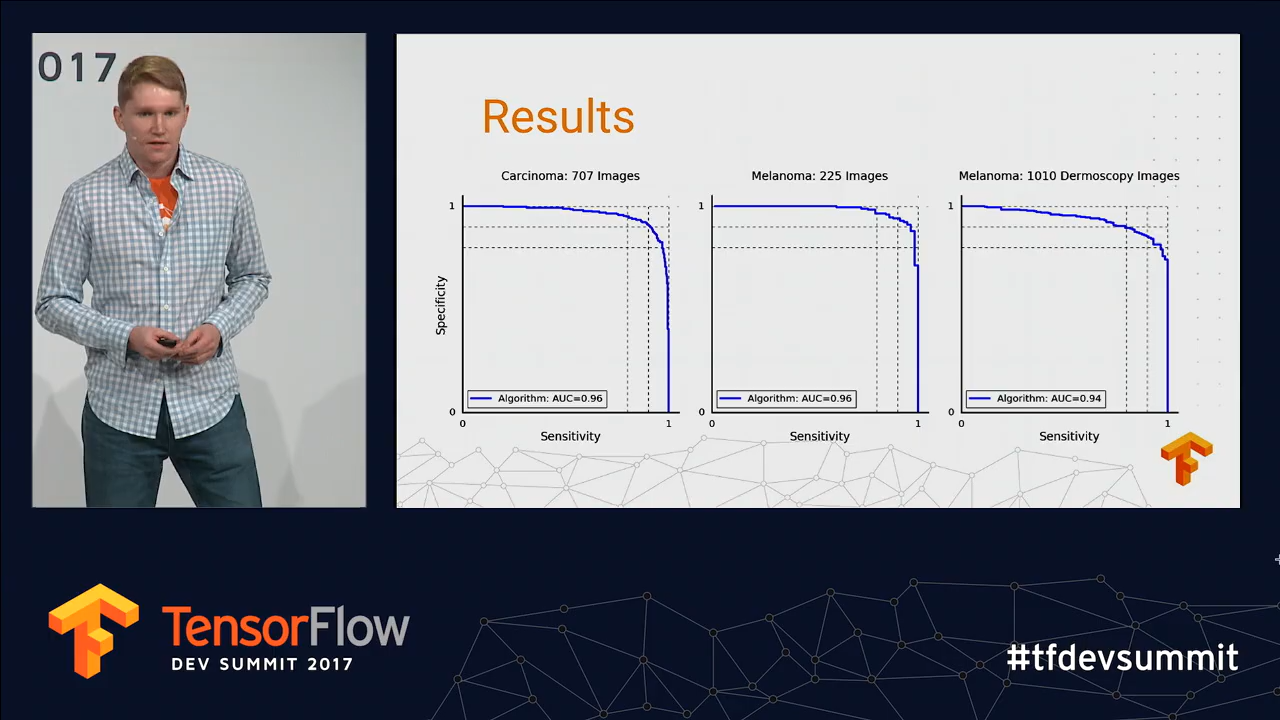 017
Results
Carcinoma: 707 Images
1
Specificity
0
Algorithm: AUC=0.96
0
1
Sensitivity
Melanoma: 225 Images
1
0
Algorithm: AUC=0.96
0
1
Sensitivity
Melanoma: 1010 Dermoscopy Images
1
0
Algorithm: AUC=0.94
0
1
Sensitivity
TensorFlow
DEV SUMMIT 2017
#tfdevsummit